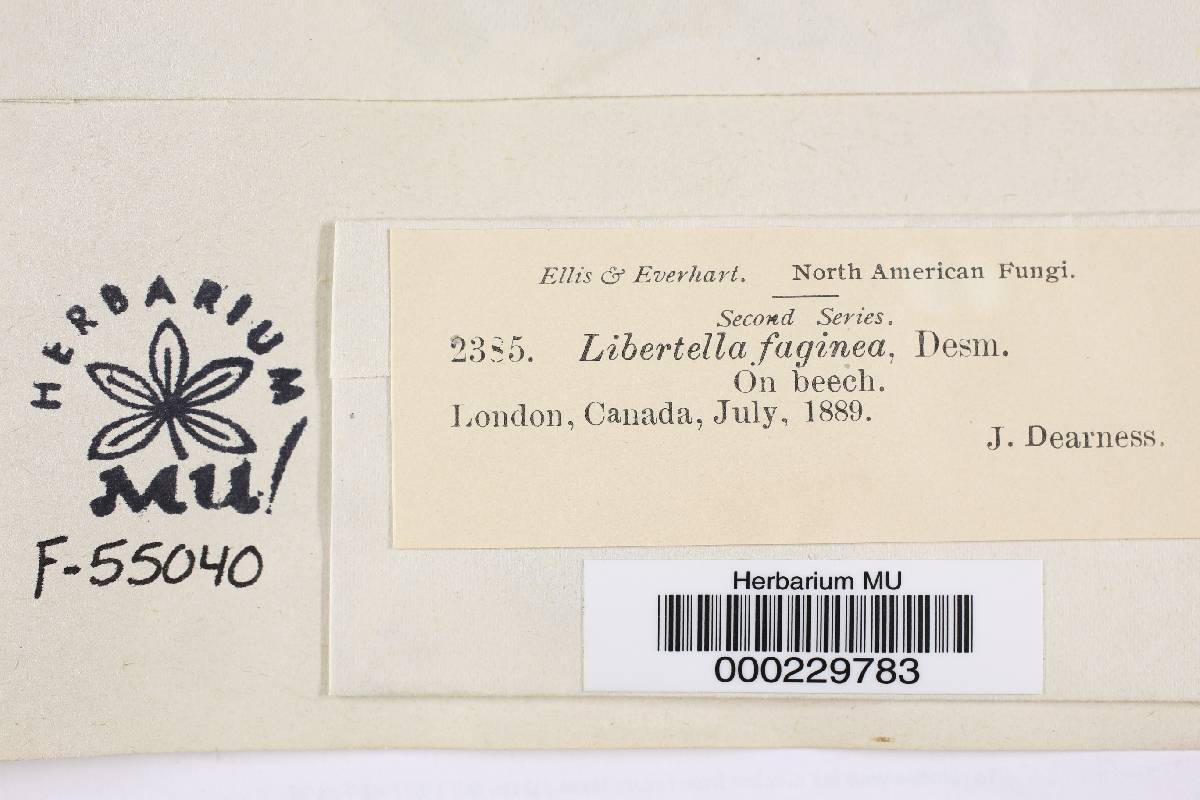 Ellis & Everhart. North American Fungi.
Second Series.
2385. Libertella faginea, Desm.
On beech.
London, Canada, July, 1889.
J. Dearness.
HERBARIUM
MU!
F-55040
Herbarium MU
000229783